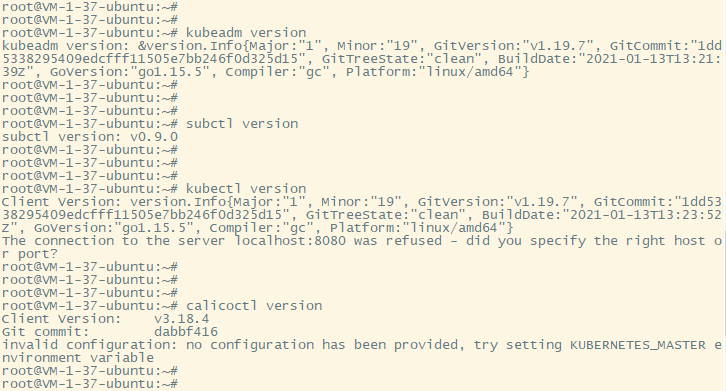 root@VM-1-37-ubuntu:~#
root@VM-1-37-ubuntu:~#
root@VM-1-37-ubuntu:~# kubeadm version
kubeadm version: &version.Info{Major:"1", Minor:"19", GitVersion:"v1.19.7", GitCommit:"1dd
5338295409edcfff11505e7bb246f0d325d15", GitTreeState:"clean", BuildDate:"2021-01-13T13:21:
39Z", GoVersion:"go1.15.5", Compiler:"gc", Platform:"linux/amd64"}
root@VM-1-37-ubuntu:~#
root@VM-1-37-ubuntu:~#
root@VM-1-37-ubuntu:~#
root@VM-1-37-ubuntu:~# subctl version
subctl version: v0.9.0
root@VM-1-37-ubuntu:~#
root@VM-1-37-ubuntu:~#
root@VM-1-37-ubuntu:~#
root@VM-1-37-ubuntu:~# kubectl version
Client Version: version.Info{Major:"1", Minor:"19", GitVersion:"v1.19.7", GitCommit:"1dd53
38295409edcfff11505e7bb246f0d325d15", GitTreeState:"clean", BuildDate:"2021-01-13T13:23:52
Z", GoVersion:"go1.15.5", Compiler:"gc", Platform:"linux/amd64"}
The connection to the server localhost:8080 was refused - did you specify the right host o
r port?
root@VM-1-37-ubuntu:~#
root@VM-1-37-ubuntu:~#
root@VM-1-37-ubuntu:~#
root@VM-1-37-ubuntu:~# calicoctl version
Client Version:    v3.18.4
Git commit:        dabbf416
invalid configuration: no configuration has been provided, try setting KUBERNETES_MASTER e
nvironment variable
root@VM-1-37-ubuntu:~#
root@VM-1-37-ubuntu:~#